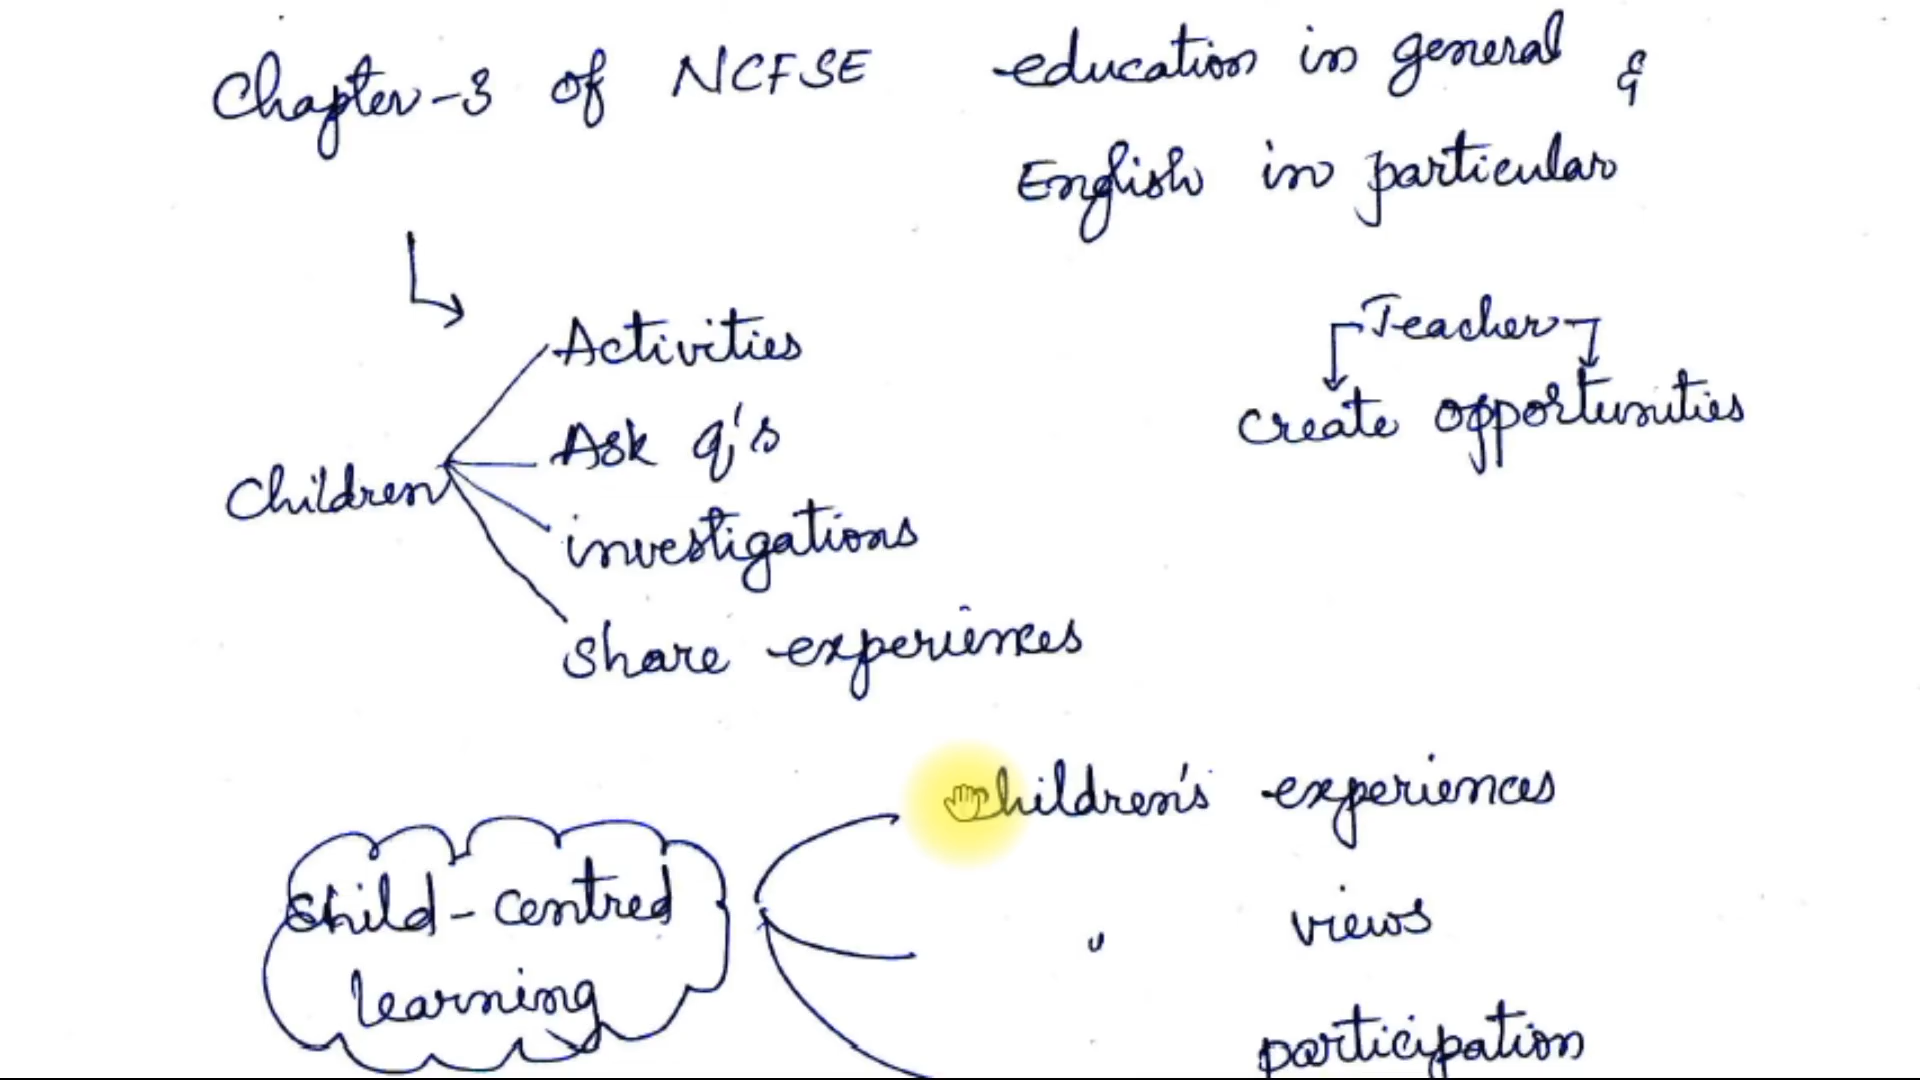 Chapter-3 of NCFSE
education in general &
English in particular
Teacher
create opportunities
Children
Activities
Ask q's
investigations
Share experiences
child-centred
learning
Children's experiences
" views
participation